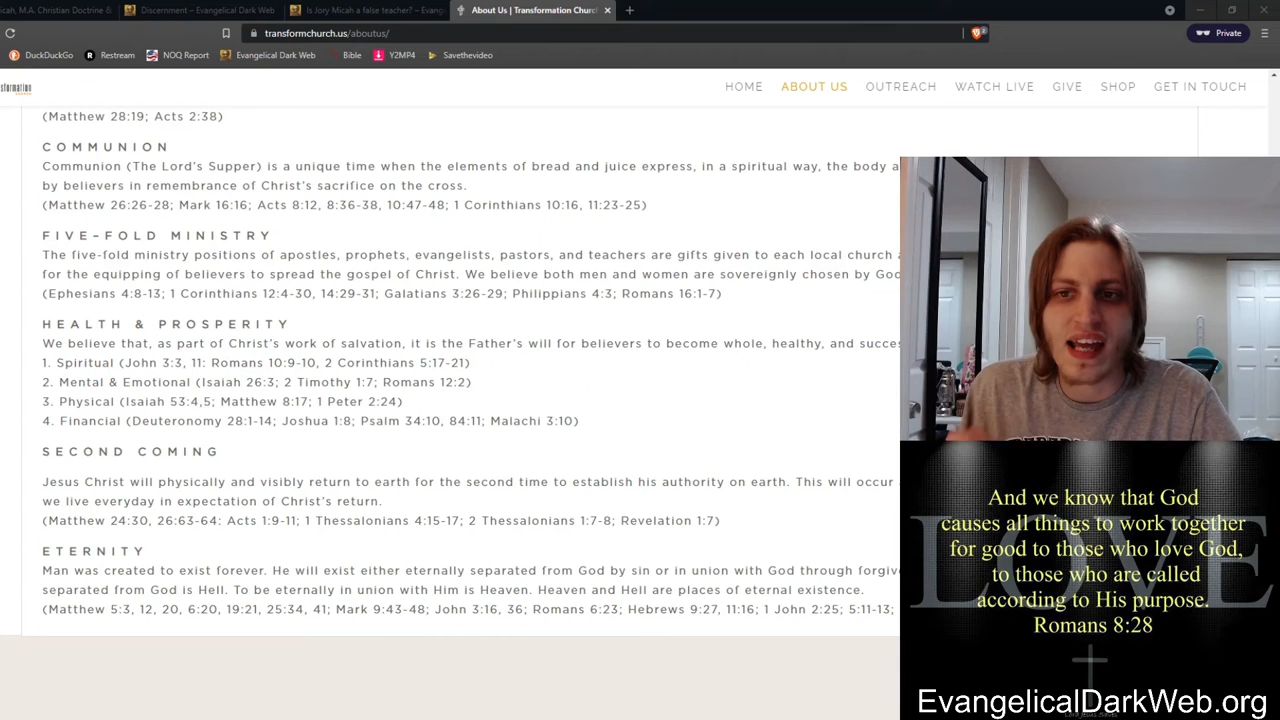 icah, M.A. Christian Doctrine &
Discernment – Evangelical Dark Web
Is Jory Micah a false teacher? – Evang
About Us | Transformation Church
transformchurch.us/aboutus/
Private
DuckDuckGo
Restream
NOQ Report
Evangelical Dark Web
Bible
Y2MP4
Savethevideo
sformation
HOME
ABOUT US
OUTREACH
WATCH LIVE
GIVE
SHOP
GET IN TOUCH
(Matthew 28:19; Acts 2:38)
COMMUNION
Communion (The Lord's Supper) is a unique time when the elements of bread and juice express, in a spiritual way, the body a
by believers in remembrance of Christ's sacrifice on the cross.
(Matthew 26:26-28; Mark 16:16; Acts 8:12, 8:36-38, 10:47-48; 1 Corinthians 10:16, 11:23-25)
FIVE-FOLD MINISTRY
The five-fold ministry positions of apostles, prophets, evangelists, pastors, and teachers are gifts given to each local church a
for the equipping of believers to spread the gospel of Christ. We believe both men and women are sovereignly chosen by Goc
(Ephesians 4:8-13; 1 Corinthians 12:4-30, 14:29-31; Galatians 3:26-29; Philippians 4:3; Romans 16:1-7)
HEALTH & PROSPERITY
We believe that, as part of Christ's work of salvation, it is the Father's will for believers to become whole, healthy, and succes
1. Spiritual (John 3:3, 11: Romans 10:9-10, 2 Corinthians 5:17-21)
2. Mental & Emotional (Isaiah 26:3; 2 Timothy 1:7; Romans 12:2)
3. Physical (Isaiah 53:4,5; Matthew 8:17; 1 Peter 2:24)
4. Financial (Deuteronomy 28:1-14; Joshua 1:8; Psalm 34:10, 84:11; Malachi 3:10)
SECOND COMING
Jesus Christ will physically and visibly return to earth for the second time to establish his authority on earth. This will occur a
we live everyday in expectation of Christ's return.
(Matthew 24:30, 26:63-64: Acts 1:9-11; 1 Thessalonians 4:15-17; 2 Thessalonians 1:7-8; Revelation 1:7)
ETERNITY
Man was created to exist forever. He will exist either eternally separated from God by sin or in union with God through forgive
separated from God is Hell. To be eternally in union with Him is Heaven. Heaven and Hell are places of eternal existence.
(Matthew 5:3, 12, 20, 6:20, 19:21, 25:34, 41; Mark 9:43-48; John 3:16, 36; Romans 6:23; Hebrews 9:27, 11:16; 1 John 2:25; 5:11-13;
LOVE
And we know that God
causes all things to work together
for good to those who love God,
to those who are called
according to His purpose.
Romans 8:28
EvangelicalDarkWeb.org